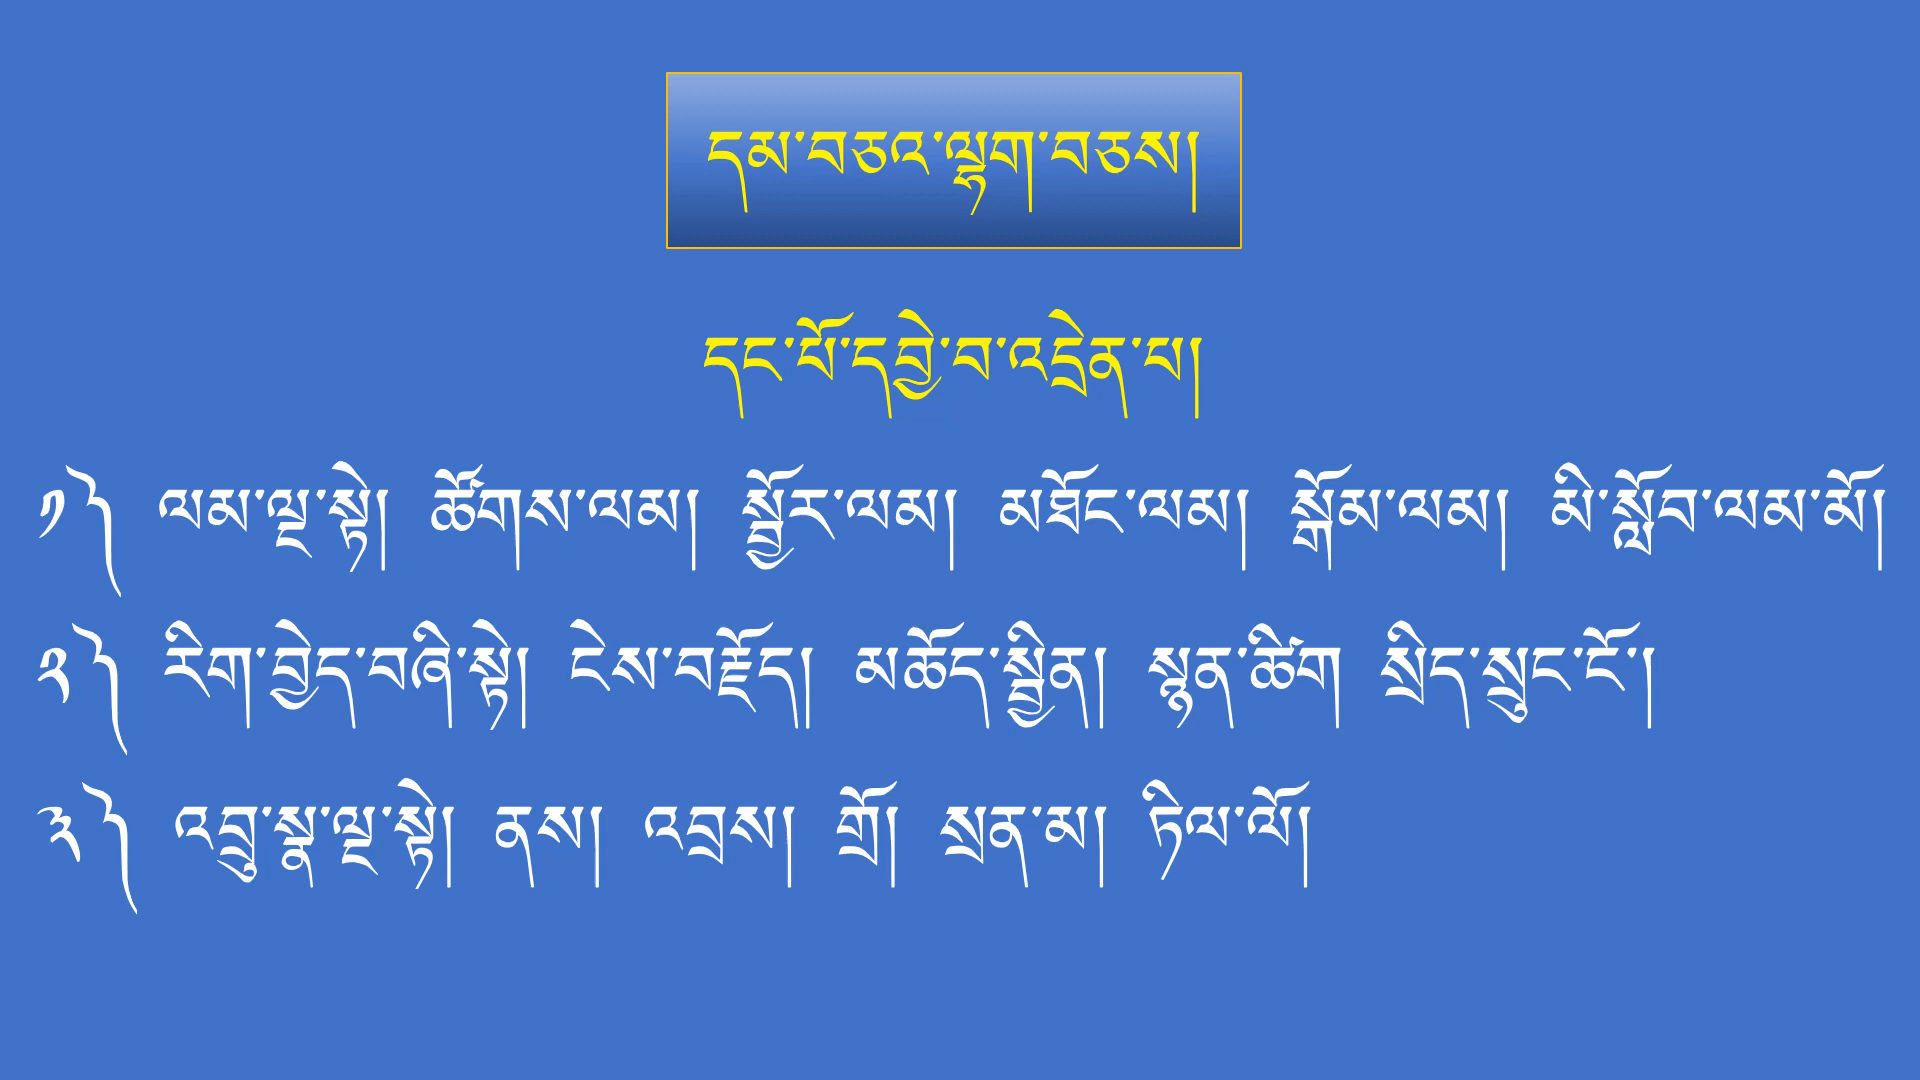 དམ་བཅའ་ལྷག་བཅས།
དང་པོ་དབྱེ་བ་འདྲེན་པ།
༡༽ ལམ་ལྔ་སྟེ། ཚོགས་ལམ། སྦྱོར་ལམ། མཐོང་ལམ། སྒོམ་ལམ། མི་སློབ་ལམ་མོ།
༢༽ རིག་བྱེད་བཞི་སྟེ། ངེས་བརྗོད། མཆོད་སྦྱིན། སྙན་ཚིག སྲིད་སྲུང་ངོ་།
༣༽ འབྲུ་སྣ་ལྔ་སྟེ། ནས། འབྲས། གྲོ། སྲན་མ། ཏིལ་ལོ།